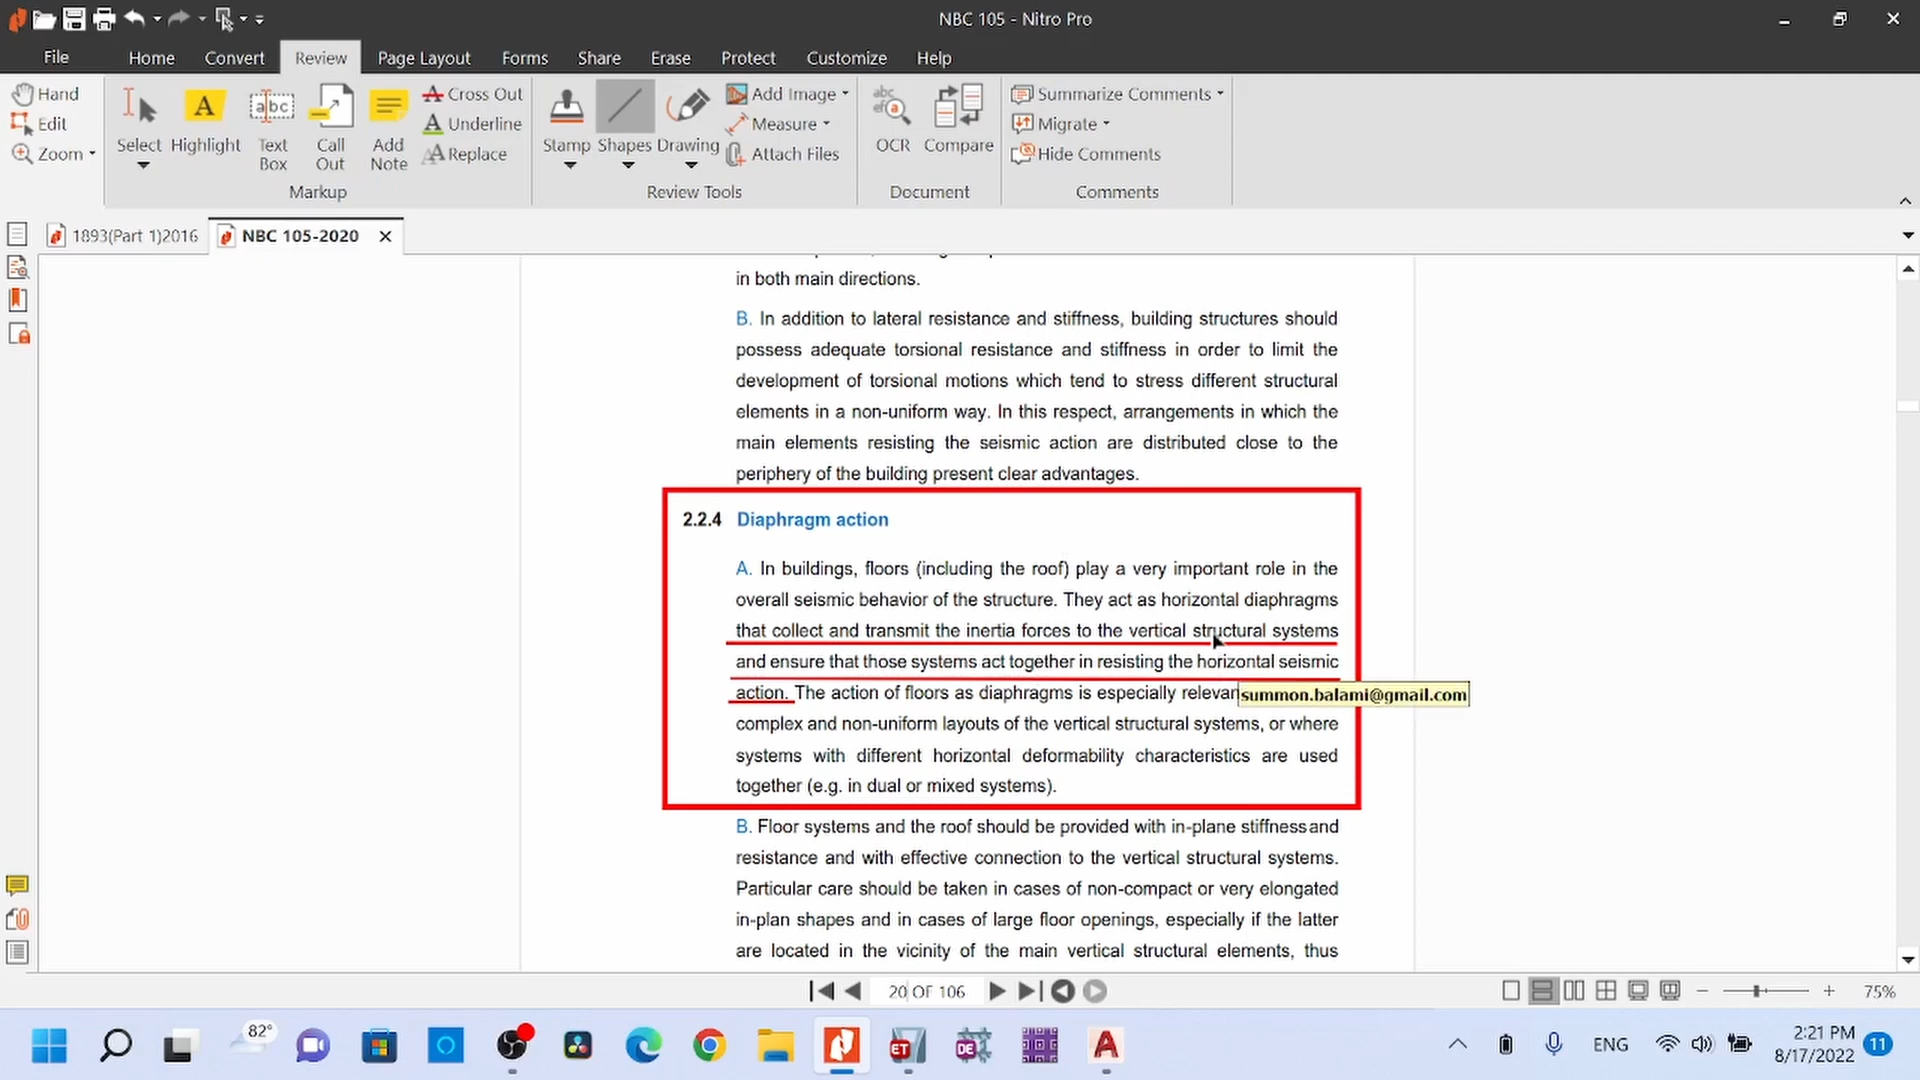 NBC 105 - Nitro Pro
File Home Convert Review Page Layout Forms Share Erase Protect Customize Help
Hand
Edit
Zoom
Select
Highlight
Text Box
Call Out
Add Note
Cross Out
Underline
Replace
Markup
Stamp
Shapes
Drawing
Add Image
Measure
Attach Files
Review Tools
OCR
Compare
Document
Summarize Comments
Migrate
Hide Comments
Comments
1893(Part 1)2016 NBC 105-2020
in both main directions.
B. In addition to lateral resistance and stiffness, building structures should
possess adequate torsional resistance and stiffness in order to limit the
development of torsional motions which tend to stress different structural
elements in a non-uniform way. In this respect, arrangements in which the
main elements resisting the seismic action are distributed close to the
periphery of the building present clear advantages.
2.2.4 Diaphragm action
A. In buildings, floors (including the roof) play a very important role in the
overall seismic behavior of the structure. They act as horizontal diaphragms
that collect and transmit the inertia forces to the vertical structural systems
and ensure that those systems act together in resisting the horizontal seismic
action. The action of floors as diaphragms is especially relevan
summon.balami@gmail.com
complex and non-uniform layouts of the vertical structural systems, or where
systems with different horizontal deformability characteristics are used
together (e.g. in dual or mixed systems).
B. Floor systems and the roof should be provided with in-plane stiffness and
resistance and with effective connection to the vertical structural systems.
Particular care should be taken in cases of non-compact or very elongated
in-plan shapes and in cases of large floor openings, especially if the latter
are located in the vicinity of the main vertical structural elements, thus
20 OF 106
75%
82°
ET
DE
ENG
2:21 PM
8/17/2022
11